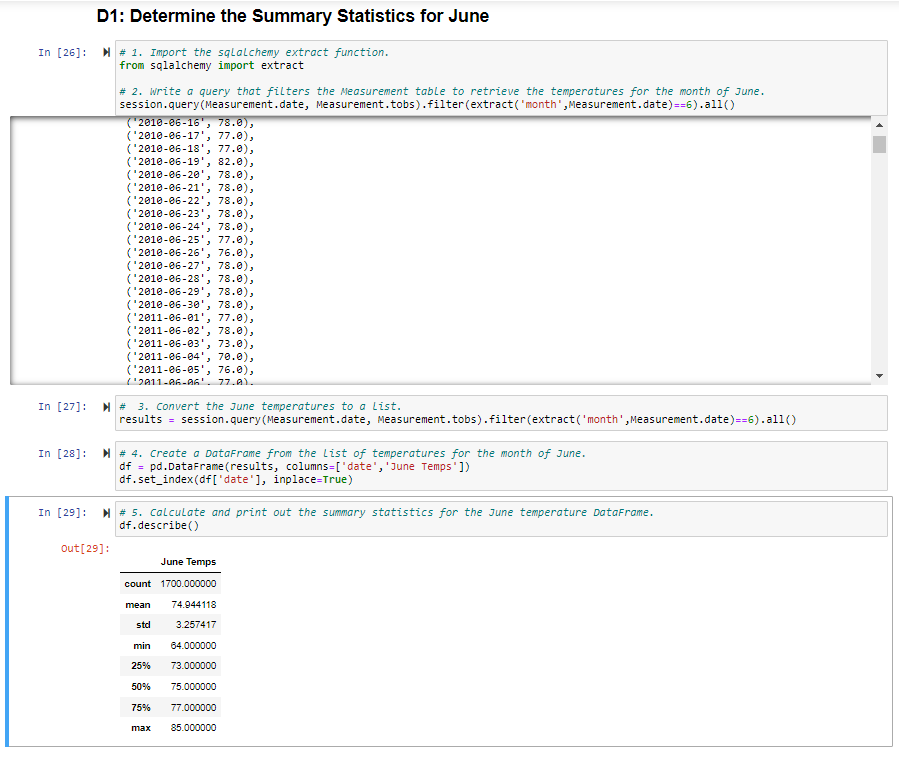 D1: Determine the Summary Statistics for June
In [26]:
# 1. Import the sqlalchemy extract function.
from sqlalchemy import extract
# 2. Write a query that filters the Measurement table to retrieve the temperatures for the month of June.
session.query(Measurement.date, Measurement.tobs).filter(extract('month',Measurement.date)==6).all()
('2010-06-16', 78.0),
('2010-06-17', 77.0),
('2010-06-18', 77.0),
('2010-06-19', 82.0),
('2010-06-20', 78.0),
('2010-06-21', 78.0),
('2010-06-22', 78.0),
('2010-06-23', 78.0),
('2010-06-24', 78.0),
('2010-06-25', 77.0),
('2010-06-26', 76.0),
('2010-06-27', 78.0),
('2010-06-28', 78.0),
('2010-06-29', 78.0),
('2010-06-30', 78.0),
('2011-06-01', 77.0),
('2011-06-02', 78.0),
('2011-06-03', 73.0),
('2011-06-04', 70.0),
('2011-06-05', 76.0),
('2011-06-06', 77.0),
In [27]:
#  3. Convert the June temperatures to a list.
results = session.query(Measurement.date, Measurement.tobs).filter(extract('month',Measurement.date)==6).all()
In [28]:
# 4. Create a DataFrame from the list of temperatures for the month of June.
df = pd.DataFrame(results, columns=['date','June Temps'])
df.set_index(df['date'], inplace=True)
In [29]:
# 5. Calculate and print out the summary statistics for the June temperature DataFrame.
df.describe()
Out[29]:
June Temps
count 1700.000000
mean 74.944118
std 3.257417
min 64.000000
25% 73.000000
50% 75.000000
75% 77.000000
max 85.000000